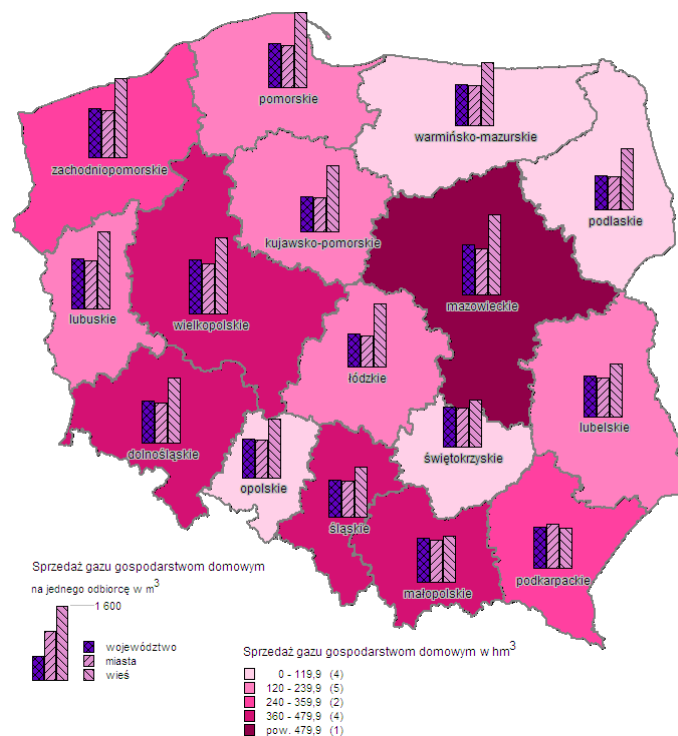 pomorskie
warmińsko-mazurskie
zachodniopomorskie
podlaskie
kujawsko-pomorskie
mazowieckie
lubuskie
wielkopolskie
łódzkie
lubelskie
dolnośląskie
świętokrzyskie
opolskie
śląskie
podkarpackie
małopolskie
Sprzedaż gazu gospodarstwom domowym
na jednego odbiorcę w m³
1 600
województwo
miasta
wieś
Sprzedaż gazu gospodarstwom domowym w hm³
0 - 119,9 (4)
120 - 239,9 (5)
240 - 359,9 (2)
360 - 479,9 (4)
pow. 479,9 (1)